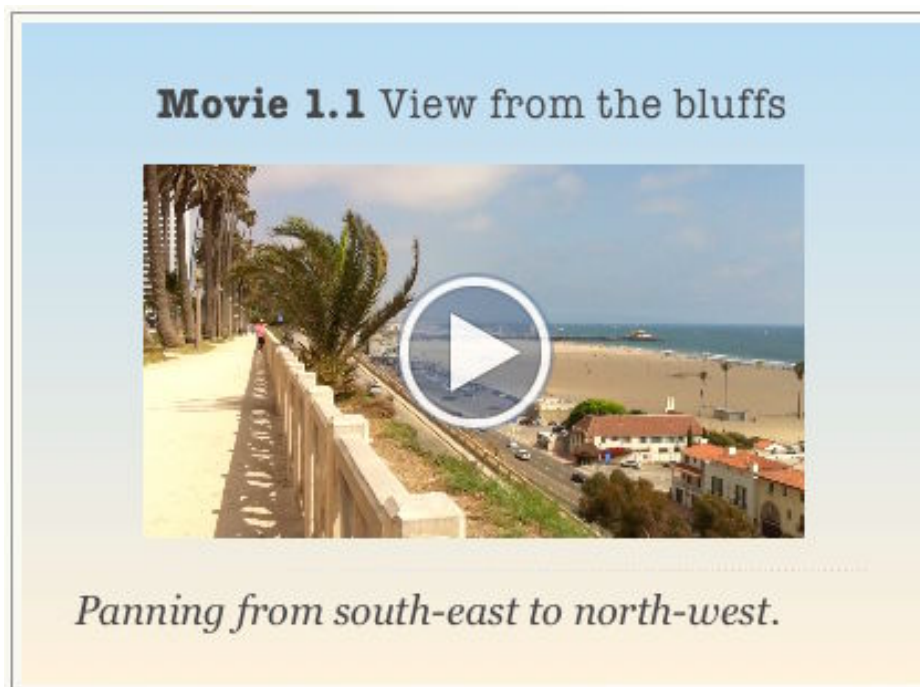 Movie 1.1 View from the bluffs
Panning from south-east to north-west.